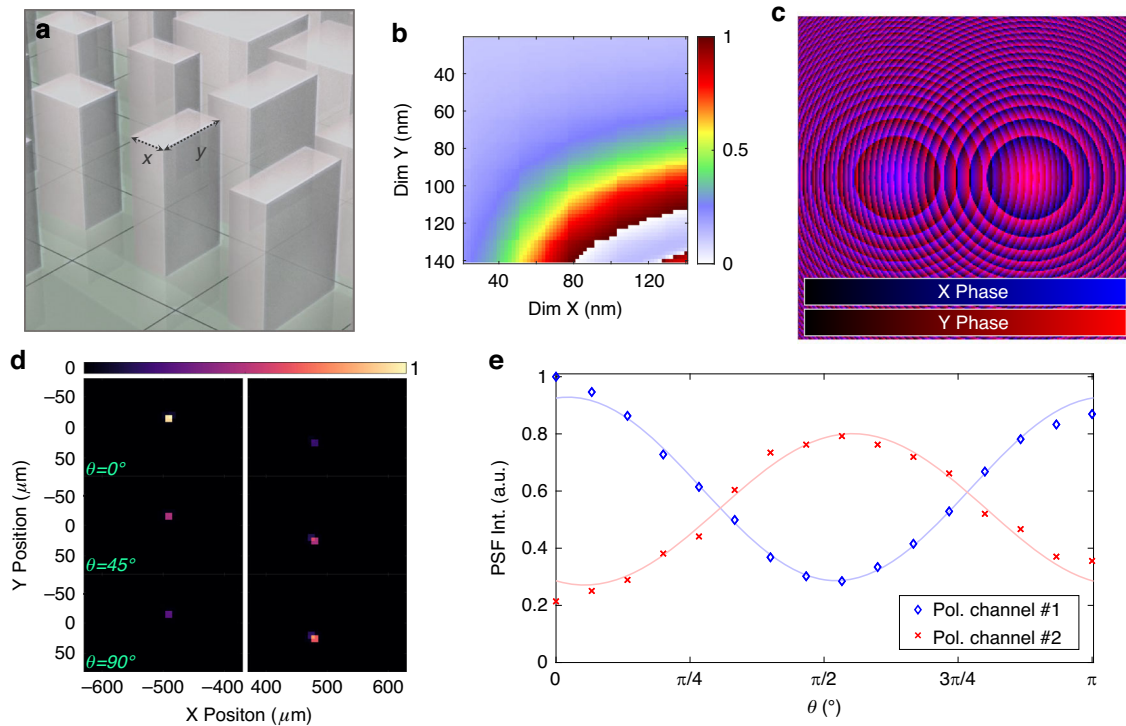 a
x
y
b
Dim Y (nm)
20
40
60
80
100
120
140
40
80
120
Dim X (nm)
1
0.5
0
c
X Phase
Y Phase
d
0
1
Y Position (μm)
−50
0
50
θ=0°
−50
0
50
θ=45°
−50
0
50
θ=90°
−600
−500
−400
400
500
600
X Positon (μm)
e
PSF Int. (a.u.)
1
0.8
0.6
0.4
0.2
0
0
π/4
π/2
3π/4
π
θ (°)
Pol. channel #1
Pol. channel #2